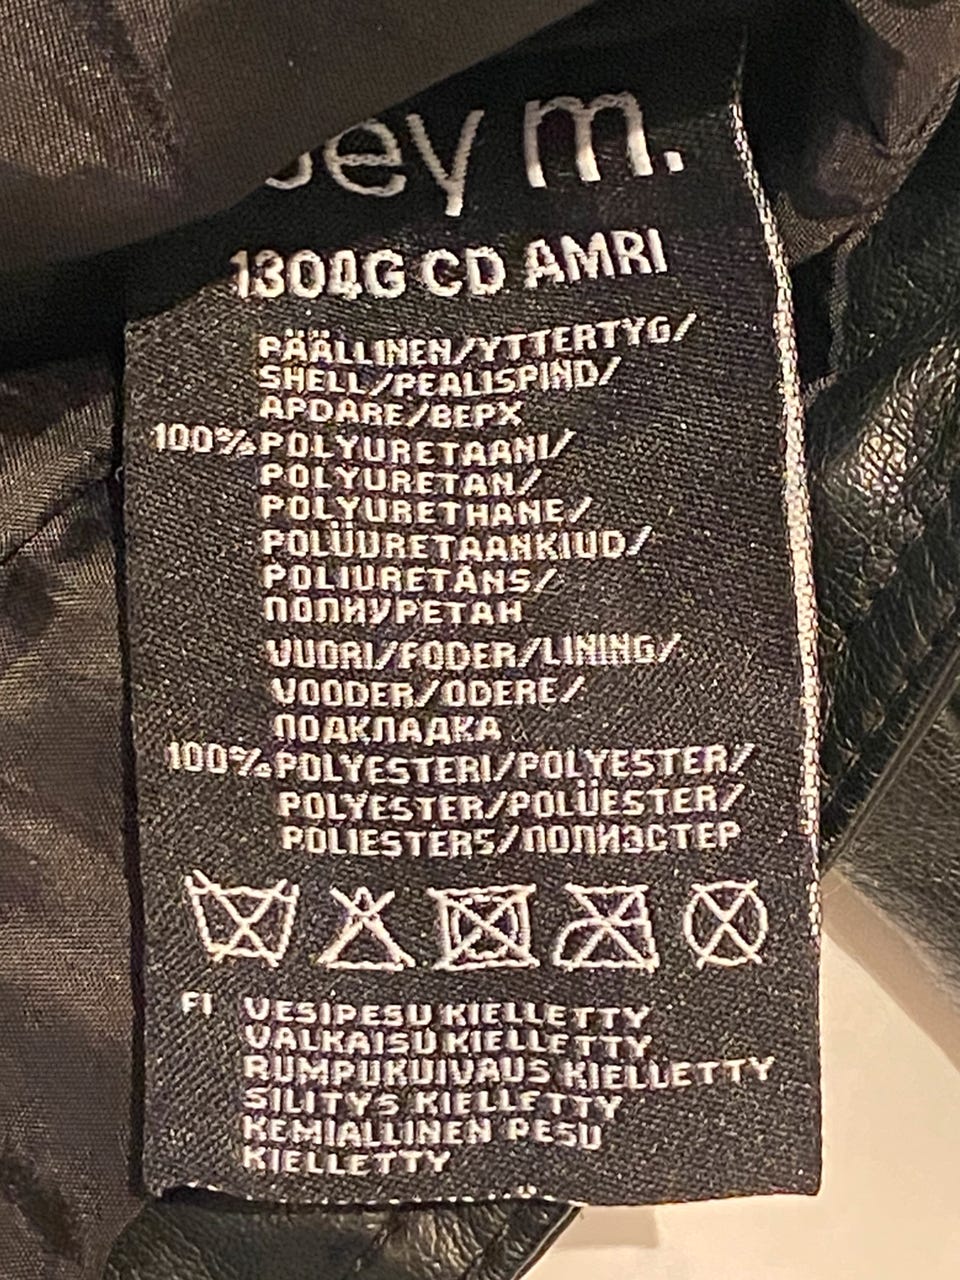 ey m.
1304G CD AMRI
PÄÄLLINEN/YTTERTYG/
SHELL/PEALISPIND/
APDARE/ВЕРХ
100% POLYURETAANI/
POLYURETAN/
POLYURETHANE/
POLÜURETAANKIUD/
POLIURETĀNS/
ПОЛИУРЕТАН
VUORI/FODER/LINING/
VOODER/ODERE/
ПОДКЛАДКА
100% POLYESTERI/POLYESTER/
POLYESTER/POLÜESTER/
POLIESTERS/ПОЛИЭСТЕР
FI VESIPESU KIELLETTY
VALKAISU KIELLETTY
RUMPUKUIVAUS KIELLETTY
SILITYS KIELLETTY
KEMIALLINEN PESU
KIELLETTY